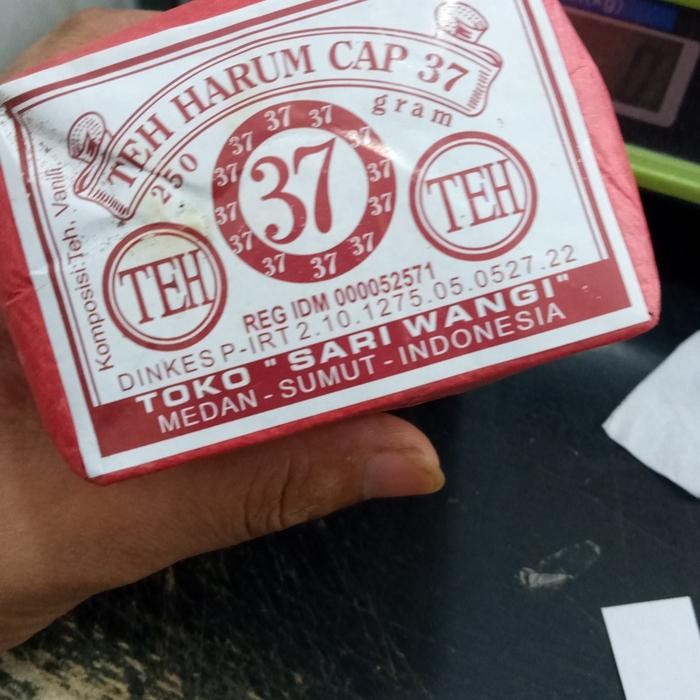 TEH HARUM CAP 37
250 gram
37 37 37 37 37 37 37 37 37 37 37 37
37
TEH
TEH
Komposisi:Teh, Vanili.
REG IDM 000052571
DINKES P-IRT 2.10.1275.05.0527.22
TOKO "SARI WANGI"
MEDAN - SUMUT - INDONESIA